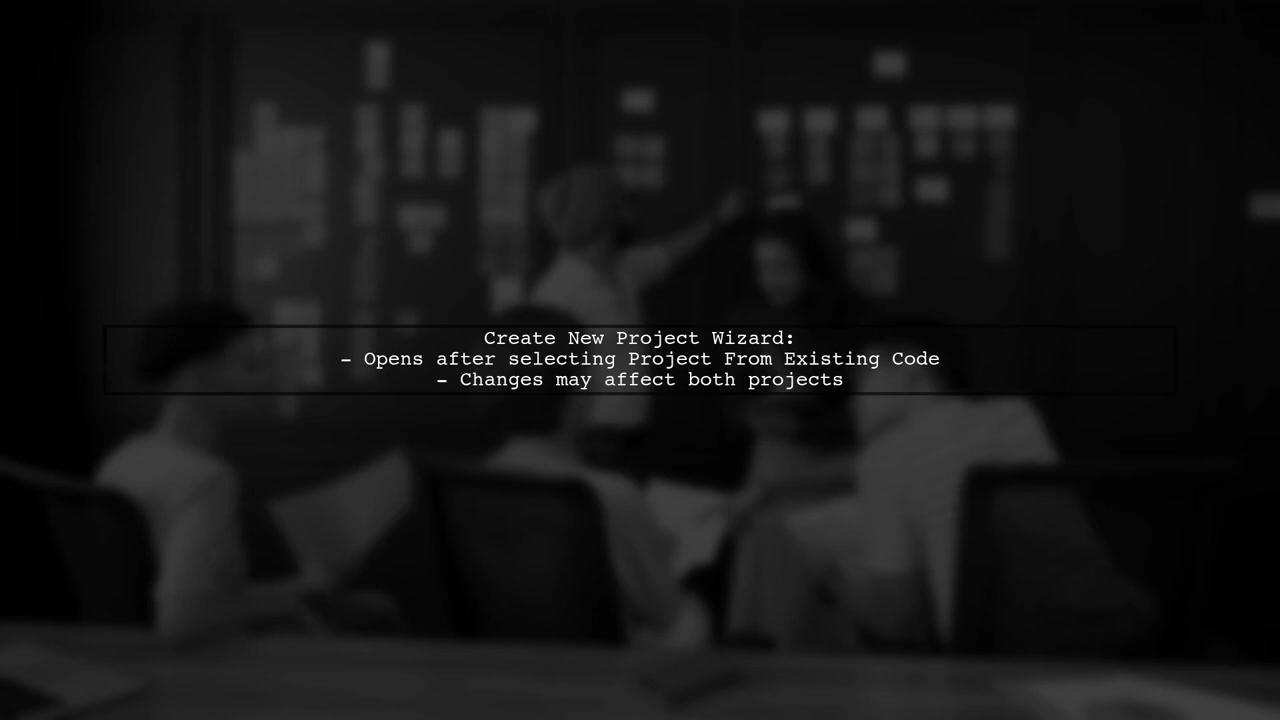 Create New Project Wizard:
- Opens after selecting Project From Existing Code
- Changes may affect both projects